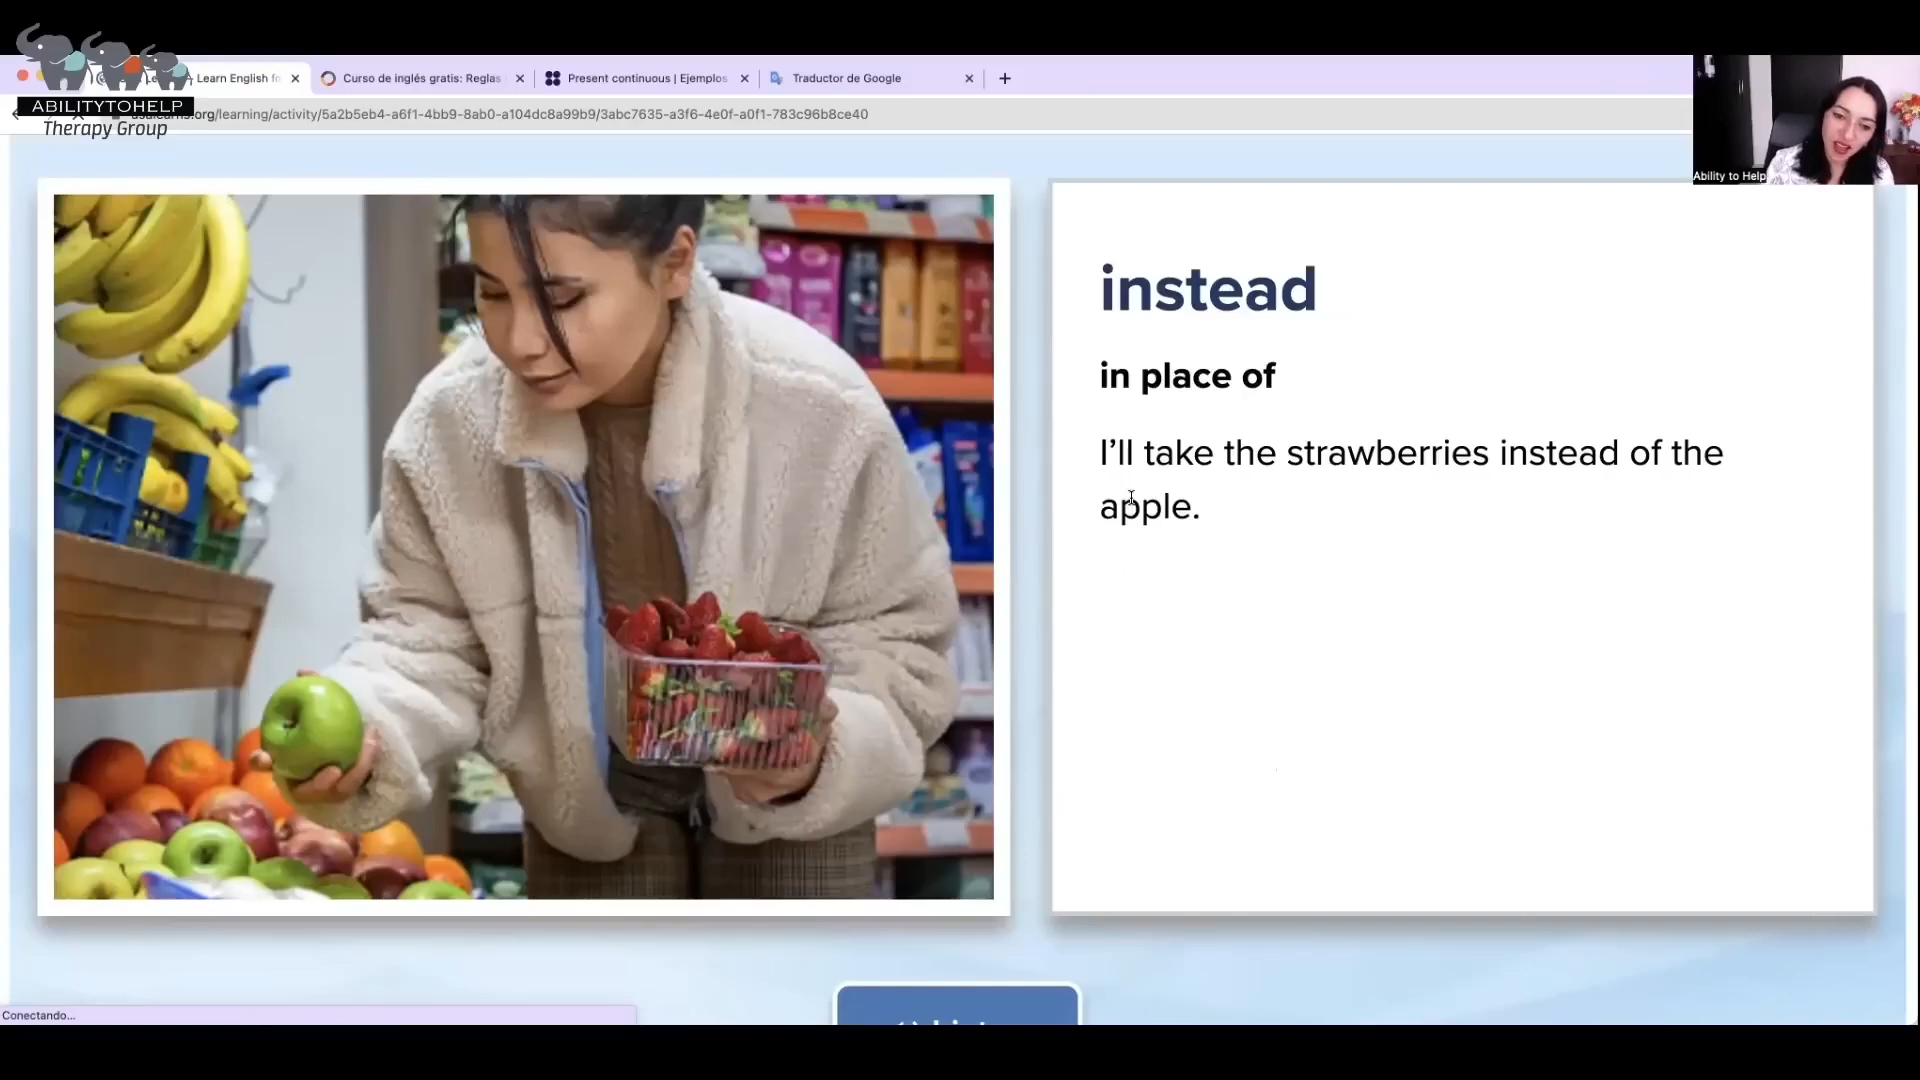 ABILITYTOHELP
Therapy Group
Learn English fo
Curso de inglés gratis: Reglas
Present continuous | Ejemplos
Traductor de Google
.org/learning/activity/5a2b5eb4-a6f1-4bb9-8ab0-a104dc8a99b9/3abc7635-a3f6-4e0f-a0f1-783c96b8ce40
Ability to Help
instead
in place of
I’ll take the strawberries instead of the
apple.
Conectando...